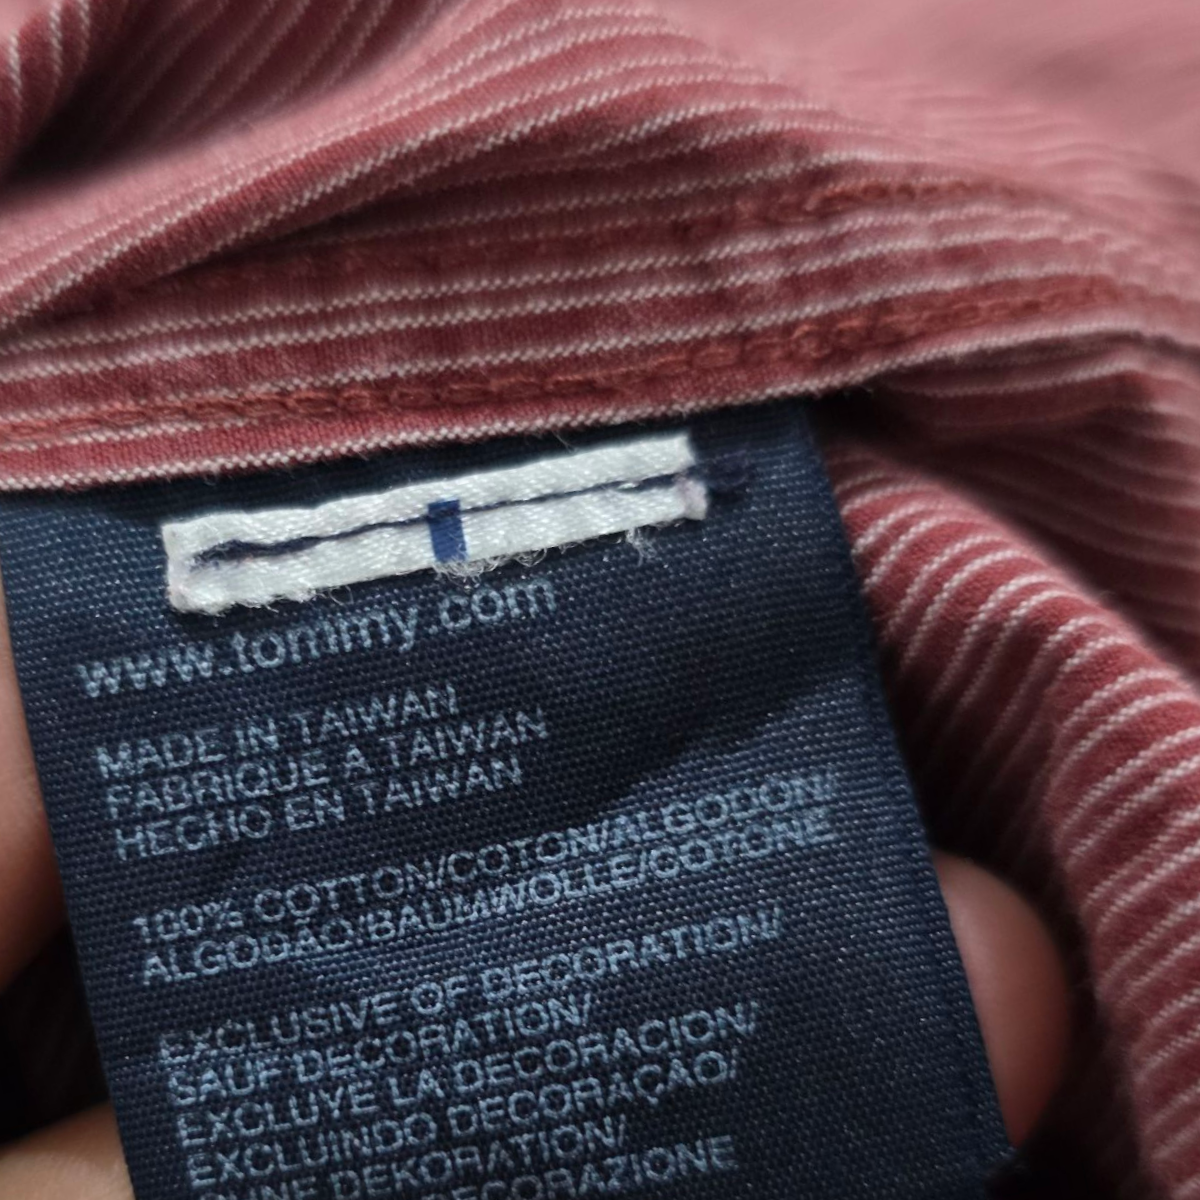 www.tommy.com
MADE IN TAIWAN
FABRIQUE A TAIWAN
HECHO EN TAIWAN
100% COTTON/COTON/ALGODON/
ALGODAO/BAUMWOLLE/COTONE
EXCLUSIVE OF DECORATION/
SAUF DECORATION/
EXCLUYE LA DECORACION/
EXCLUINDO DECORAÇÃO/
OHNE DEKORATION/
DECORAZIONE